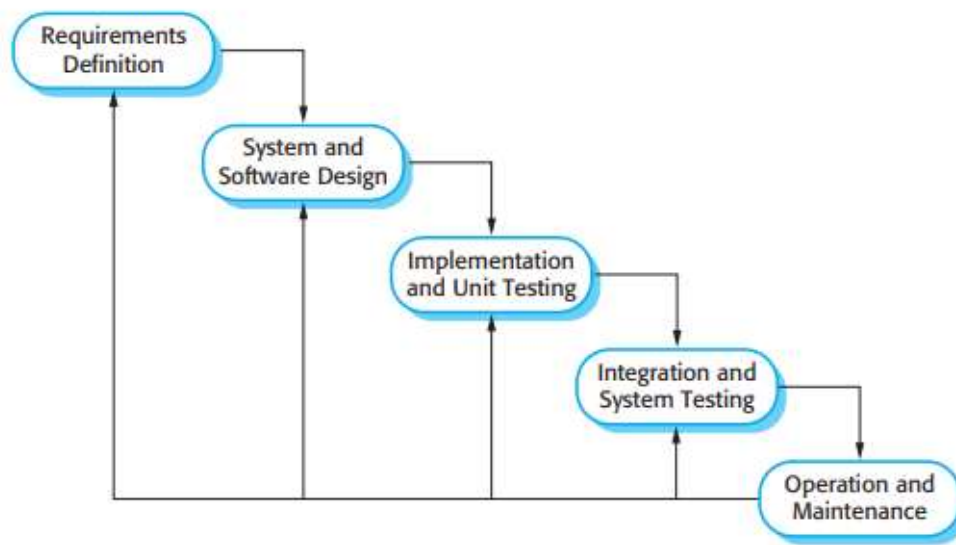 Requirements
Definition
System and
Software Design
Implementation
and Unit Testing
Integration and
System Testing
Operation and
Maintenance